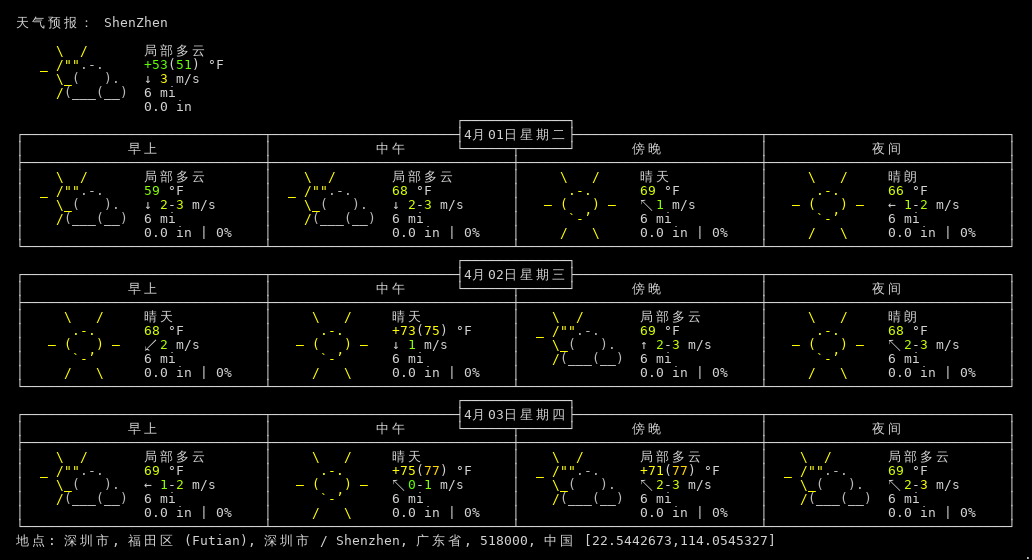 天气预报： ShenZhen
局部多云
+53(51) °F
↓ 3 m/s
6 mi
0.0 in
4月01日星期二
早上 中午 傍晚 夜间
局部多云 局部多云 晴天 晴朗
59 °F 68 °F 69 °F 66 °F
↓ 2-3 m/s ↓ 2-3 m/s ↖ 1 m/s ← 1-2 m/s
6 mi 6 mi 6 mi 6 mi
0.0 in | 0% 0.0 in | 0% 0.0 in | 0% 0.0 in | 0%
4月02日星期三
早上 中午 傍晚 夜间
晴天 晴天 局部多云 晴朗
68 °F +73(75) °F 69 °F 68 °F
↙ 2 m/s ↓ 1 m/s ↑ 2-3 m/s ↖ 2-3 m/s
6 mi 6 mi 6 mi 6 mi
0.0 in | 0% 0.0 in | 0% 0.0 in | 0% 0.0 in | 0%
4月03日星期四
早上 中午 傍晚 夜间
局部多云 晴天 局部多云 局部多云
69 °F +75(77) °F +71(77) °F 69 °F
← 1-2 m/s ↖ 0-1 m/s ↖ 2-3 m/s ↖ 2-3 m/s
6 mi 6 mi 6 mi 6 mi
0.0 in | 0% 0.0 in | 0% 0.0 in | 0% 0.0 in | 0%
地点: 深圳市, 福田区 (Futian), 深圳市 / Shenzhen, 广东省, 518000, 中国 [22.5442673,114.0545327]